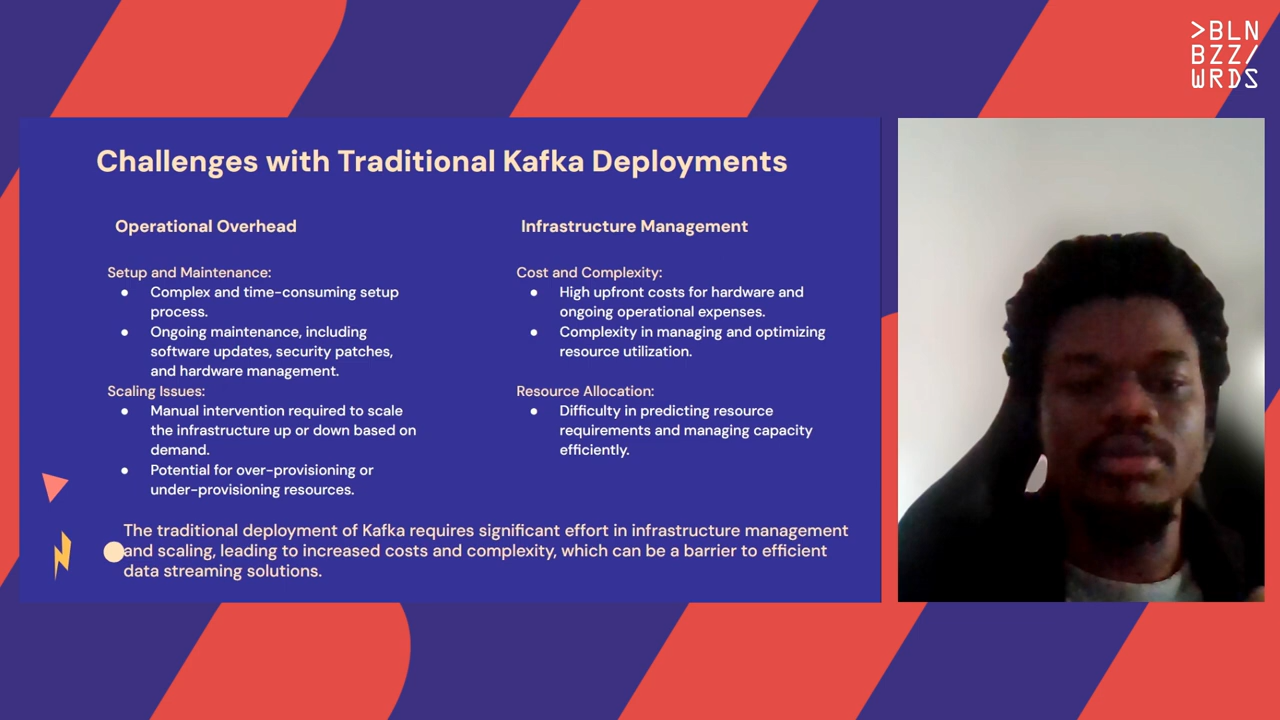 >BLN
BZZ/
WRDS
Challenges with Traditional Kafka Deployments
Operational Overhead
Setup and Maintenance:
● Complex and time-consuming setup
process.
● Ongoing maintenance, including
software updates, security patches,
and hardware management.
Scaling Issues:
● Manual intervention required to scale
the infrastructure up or down based on
demand.
● Potential for over-provisioning or
under-provisioning resources.
Infrastructure Management
Cost and Complexity:
● High upfront costs for hardware and
ongoing operational expenses.
● Complexity in managing and optimizing
resource utilization.
Resource Allocation:
● Difficulty in predicting resource
requirements and managing capacity
efficiently.
The traditional deployment of Kafka requires significant effort in infrastructure management
and scaling, leading to increased costs and complexity, which can be a barrier to efficient
data streaming solutions.